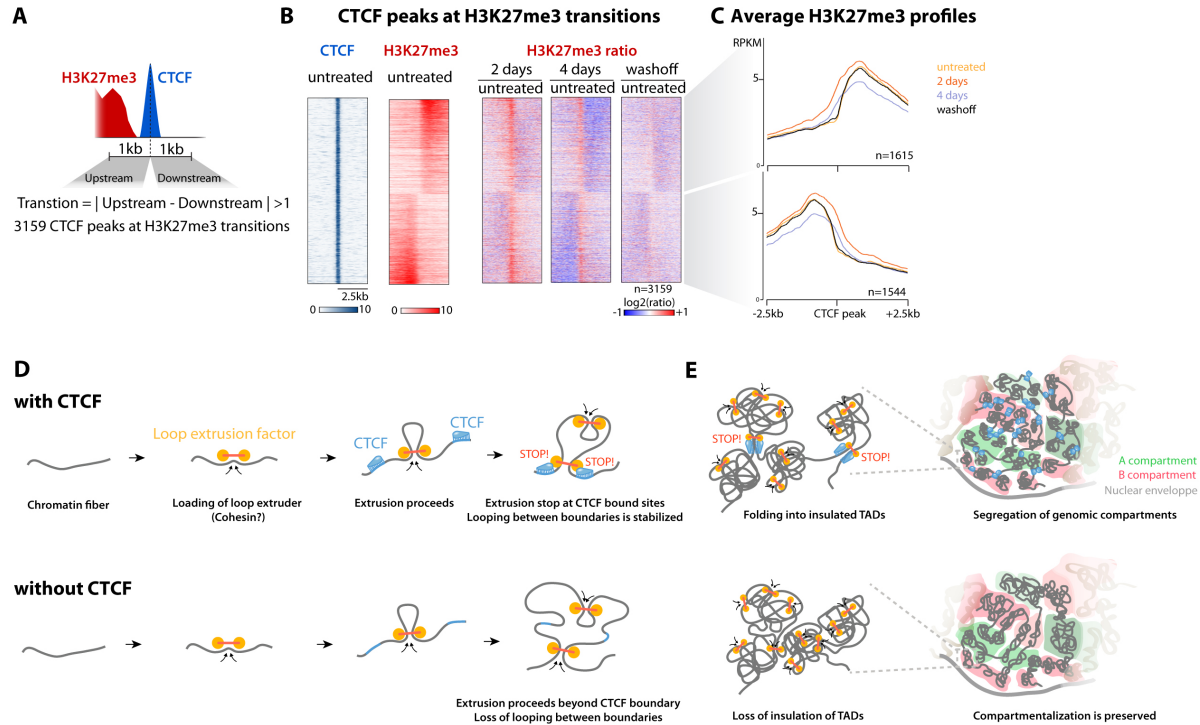 A
H3K27me3
CTCF
1kb
1kb
Upstream
Downstream
Transtion = | Upstream - Downstream | >1
3159 CTCF peaks at H3K27me3 transitions
B
CTCF peaks at H3K27me3 transitions
CTCF
H3K27me3
H3K27me3 ratio
untreated
untreated
2 days
untreated
4 days
untreated
washoff
untreated
2.5kb
0
10
0
10
n=3159
log2(ratio)
-1
+1
C
Average H3K27me3 profiles
RPKM
5
0
untreated
2 days
4 days
washoff
n=1615
5
0
n=1544
-2.5kb
CTCF peak
+2.5kb
D
with CTCF
Loop extrusion factor
CTCF
CTCF
STOP!
STOP!
Chromatin fiber
Loading of loop extruder
(Cohesin?)
Extrusion proceeds
Extrusion stop at CTCF bound sites
Looping between boundaries is stabilized
without CTCF
Extrusion proceeds beyond CTCF boundary
Loss of looping between boundaries
E
STOP!
STOP!
A compartment
B compartment
Nuclear enveloppe
Folding into insulated TADs
Segregation of genomic compartments
Loss of insulation of TADs
Compartmentalization is preserved